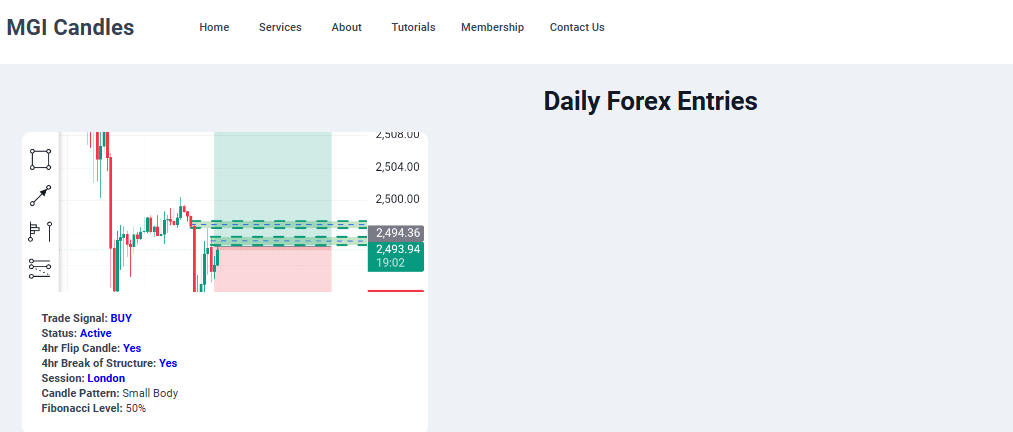 MGI Candles
Home Services About Tutorials Membership Contact Us
Daily Forex Entries
2,508.00
2,504.00
2,500.00
2,494.36
2,493.94
19:02
Trade Signal: BUY
Status: Active
4hr Flip Candle: Yes
4hr Break of Structure: Yes
Session: London
Candle Pattern: Small Body
Fibonacci Level: 50%